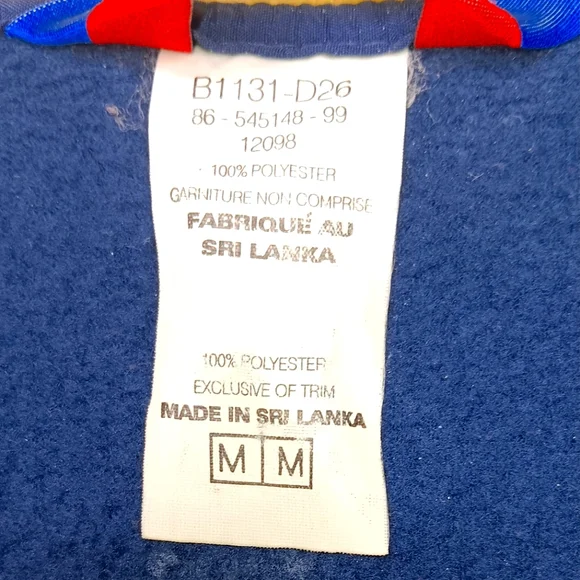 B1131-D26
86 - 545148 - 99
12098
100% POLYESTER
GARNITURE NON COMPRISE
FABRIQUÉ AU
SRI LANKA
100% POLYESTER
EXCLUSIVE OF TRIM
MADE IN SRI LANKA
M M